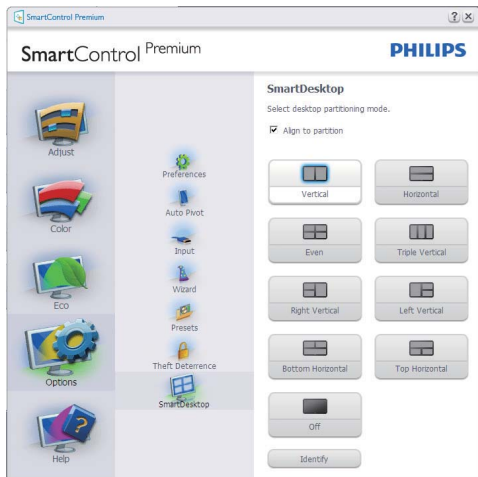 SmartControl Premium
SmartControl Premium
PHILIPS
Adjust
Color
Eco
Options
Help
Preferences
Auto Pivot
Input
Wizard
Presets
Theft Deterrence
SmartDesktop
SmartDesktop
Select desktop partitioning mode.
Align to partition
Vertical
Horizontal
Even
Triple Vertical
Right Vertical
Left Vertical
Bottom Horizontal
Top Horizontal
Off
Identify